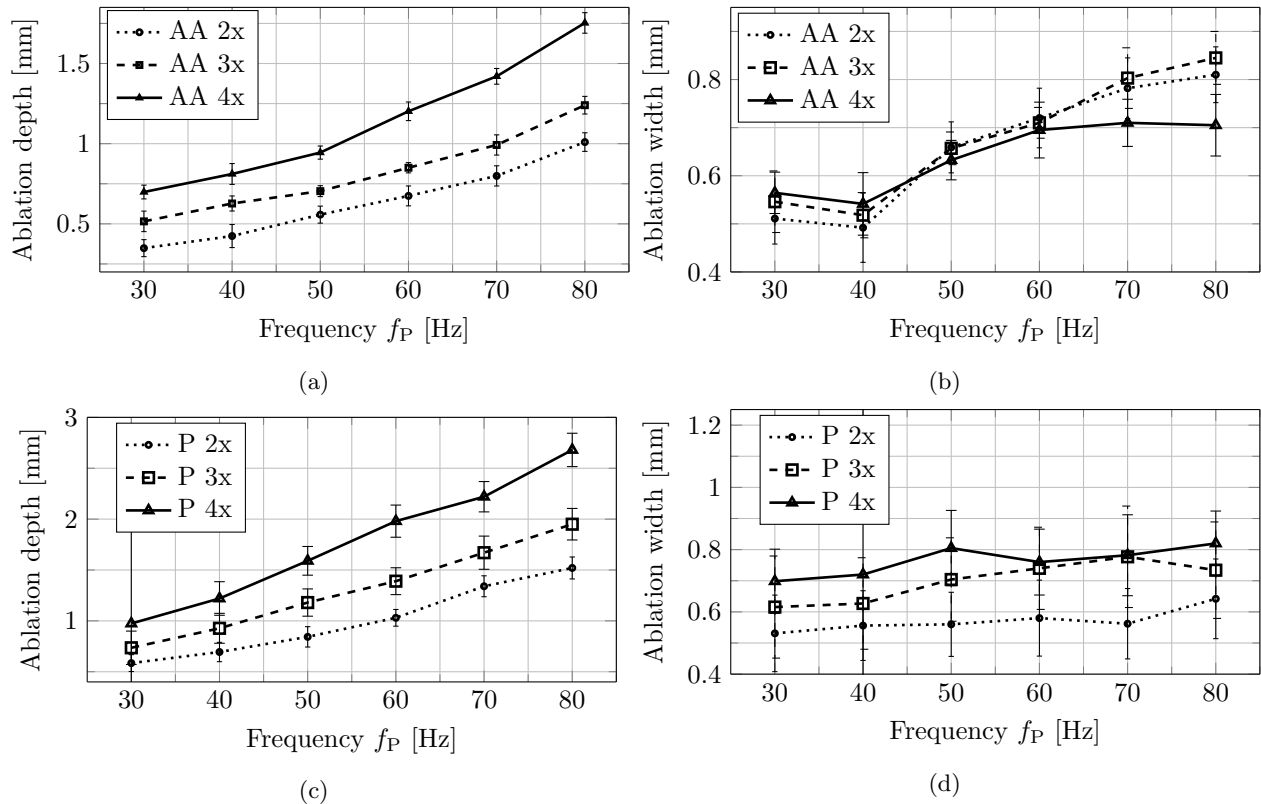 AA 2x
AA 3x
AA 4x
Ablation depth [mm]
1.5
1
0.5
30 40 50 60 70 80
Frequency fP [Hz]
(a)
AA 2x
AA 3x
AA 4x
Ablation width [mm]
0.8
0.6
0.4
30 40 50 60 70 80
Frequency fP [Hz]
(b)
P 2x
P 3x
P 4x
Ablation depth [mm]
3
2
1
30 40 50 60 70 80
Frequency fP [Hz]
(c)
P 2x
P 3x
P 4x
Ablation width [mm]
1.2
1
0.8
0.6
0.4
30 40 50 60 70 80
Frequency fP [Hz]
(d)